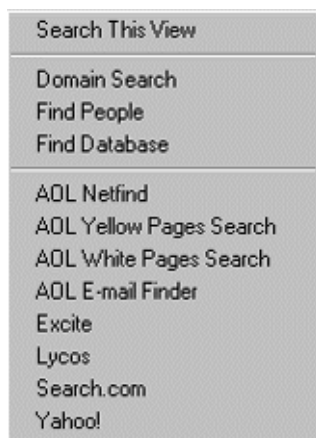 Search This View
Domain Search
Find People
Find Database
AOL Netfind
AOL Yellow Pages Search
AOL White Pages Search
AOL E-mail Finder
Excite
Lycos
Search.com
Yahoo!